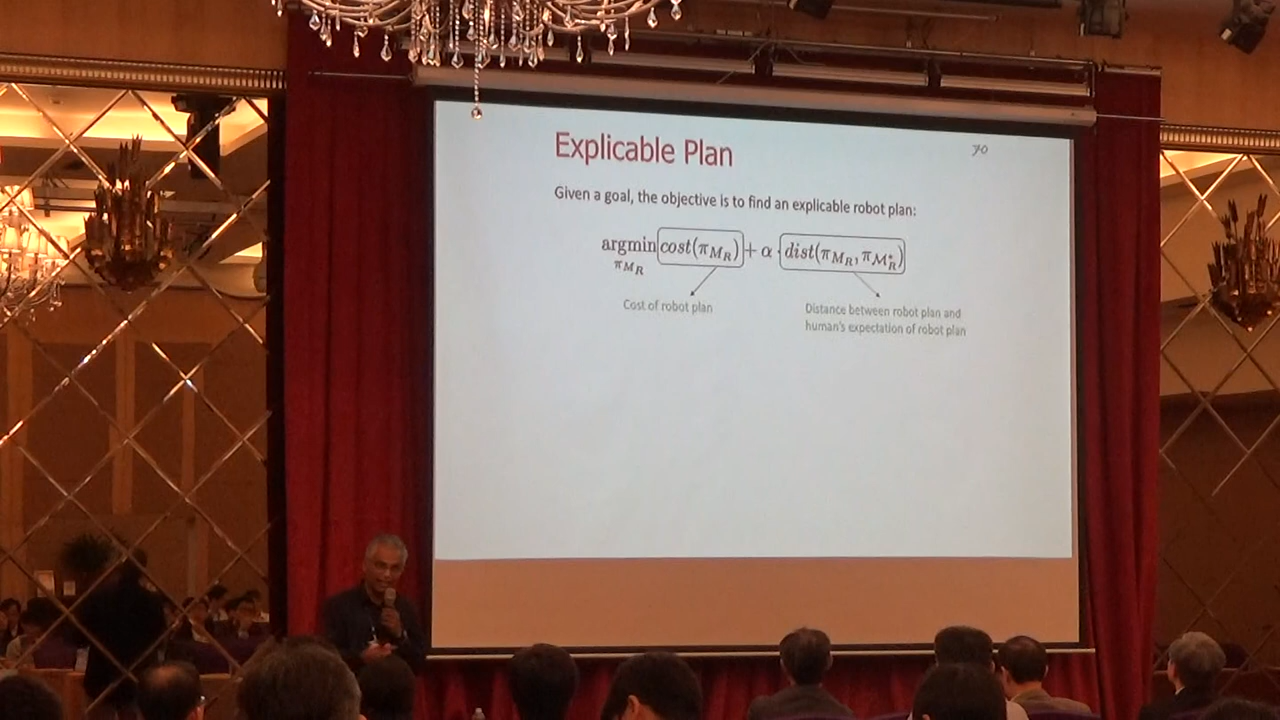 Explicable Plan
70
Given a goal, the objective is to find an explicable robot plan:
argmin cost(π_{M_R}) + α · dist(π_{M_R}, π_{𝓜*_R})
π_{M_R}
Cost of robot plan
Distance between robot plan and
human's expectation of robot plan